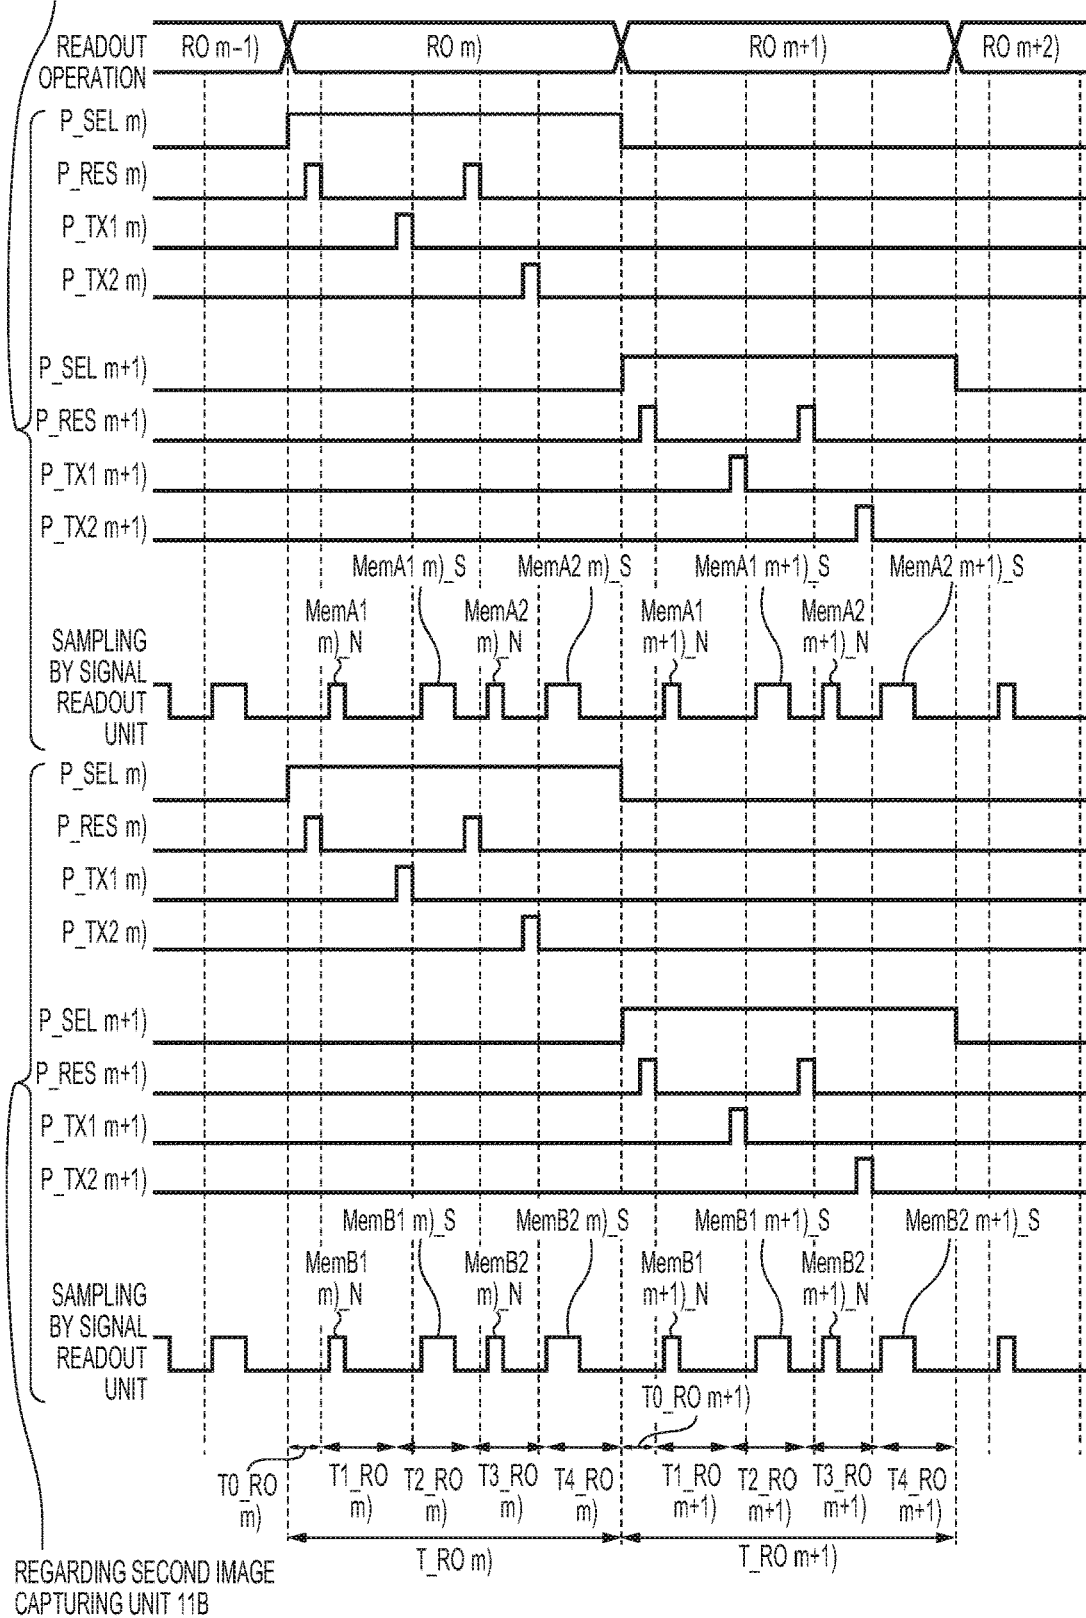 READOUT
OPERATION
RO m−1)
RO m)
RO m+1)
RO m+2)
P_SEL m)
P_RES m)
P_TX1 m)
P_TX2 m)
P_SEL m+1)
P_RES m+1)
P_TX1 m+1)
P_TX2 m+1)
MemA1 m)_S
MemA2 m)_S
MemA1 m+1)_S
MemA2 m+1)_S
MemA1
m)_N
MemA2
m)_N
MemA1
m+1)_N
MemA2
m+1)_N
SAMPLING
BY SIGNAL
READOUT
UNIT
P_SEL m)
P_RES m)
P_TX1 m)
P_TX2 m)
P_SEL m+1)
P_RES m+1)
P_TX1 m+1)
P_TX2 m+1)
MemB1 m)_S
MemB2 m)_S
MemB1 m+1)_S
MemB2 m+1)_S
MemB1
m)_N
MemB2
m)_N
MemB1
m+1)_N
MemB2
m+1)_N
SAMPLING
BY SIGNAL
READOUT
UNIT
T0_RO m+1)
T0_RO
m)
T1_RO
m)
T2_RO
m)
T3_RO
m)
T4_RO
m)
T1_RO
m+1)
T2_RO
m+1)
T3_RO
m+1)
T4_RO
m+1)
T_RO m)
T_RO m+1)
REGARDING SECOND IMAGE
CAPTURING UNIT 11B